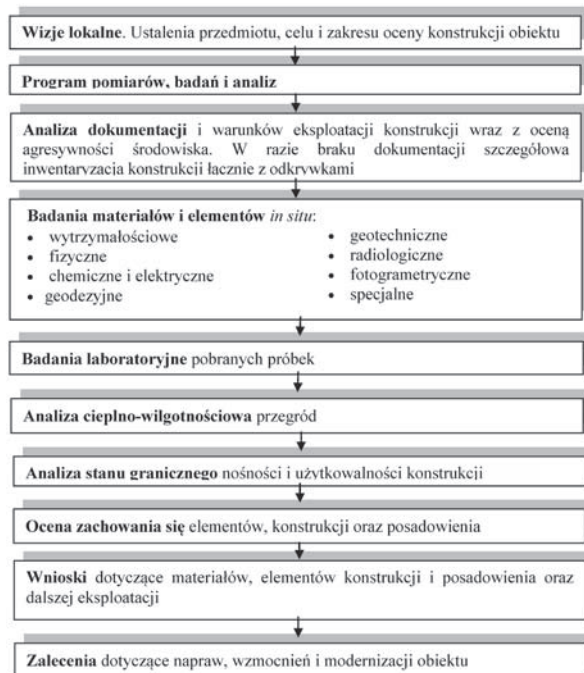 Wizje lokalne. Ustalenia przedmiotu, celu i zakresu oceny konstrukcji obiektu
Program pomiarów, badań i analiz
Analiza dokumentacji i warunków eksploatacji konstrukcji wraz z oceną
agresywności środowiska. W razie braku dokumentacji szczegółowa
inwentaryzacja konstrukcji łacznie z odkrywkami
Badania materiałów i elementów in situ:
• wytrzymałościowe
• fizyczne
• chemiczne i elektryczne
• geodezyjne
• geotechniczne
• radiologiczne
• fotogrametryczne
• specjalne
Badania laboratoryjne pobranych próbek
Analiza cieplno-wilgotnościowa przegród
Analiza stanu granicznego nośności i użytkowalności konstrukcji
Ocena zachowania się elementów, konstrukcji oraz posadowienia
Wnioski dotyczące materiałów, elementów konstrukcji i posadowienia oraz
dalszej eksploatacji
Zalecenia dotyczące napraw, wzmocnień i modernizacji obiektu